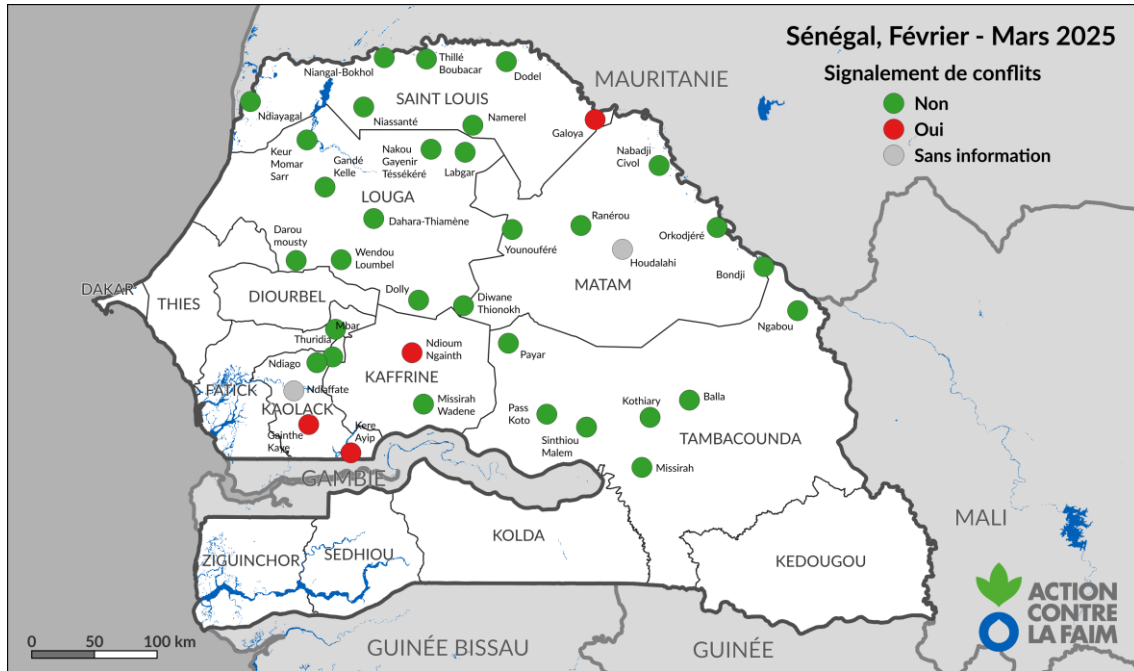 Sénégal, Février - Mars 2025
Signalement de conflits
Non
Oui
Sans information
MAURITANIE
Niangal-Bokhol
Thillé
Boubacar
Dodel
SAINT LOUIS
Ndiayagal
Niassanté
Namerel
Galoya
Keur
Momar
Sarr
Gandé
Kelle
Nakou
Gayenir
Téssékéré
Labgar
Nabadji
Civol
LOUGA
Dahara-Thiamène
Ranérou
Younouféré
Houdalahi
Orkodjéré
Darou
mousty
Wendou
Loumbel
Bondji
MATAM
DAKAR
THIES
DIOURBEL
Dolly
Diwane
Thionokh
Ngabou
Mbar
Thuridia
Ndiago
Ndioum
Ngainth
Payar
KAFFRINE
FATICK
Ndiaffate
KAOLACK
Missirah
Wadene
Gainthe
Kaye
Kere
Ayip
Pass
Koto
Sinthiou
Malem
Kothiary
Balla
TAMBACOUNDA
Missirah
GAMBIE
MALI
ZIGUINCHOR
SEDHIOU
KOLDA
KEDOUGOU
GUINÉE BISSAU
GUINÉE
0 50 100 km
ACTION
CONTRE
LA FAIM